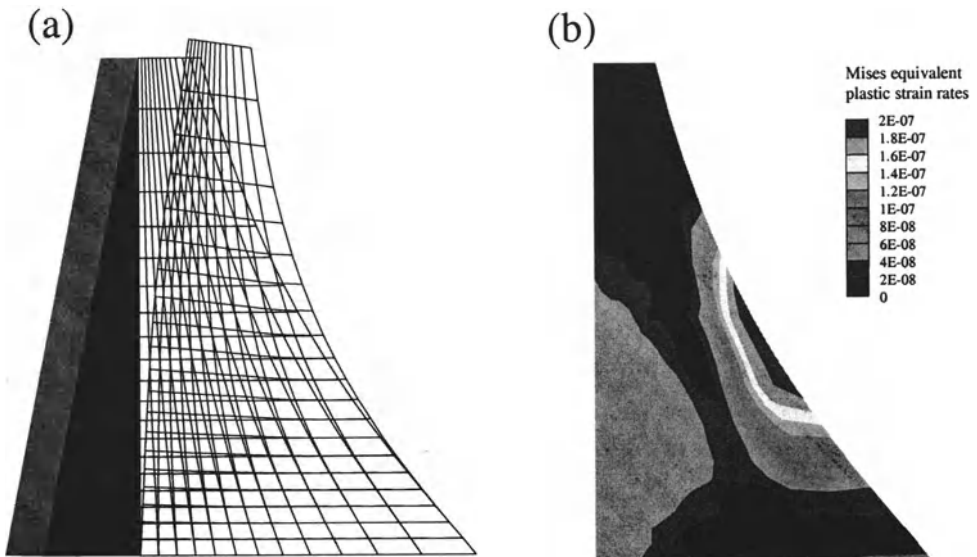 (a)
(b)
Mises equivalent
plastic strain rates
2E-07
1.8E-07
1.6E-07
1.4E-07
1.2E-07
1E-07
8E-08
6E-08
4E-08
2E-08
0